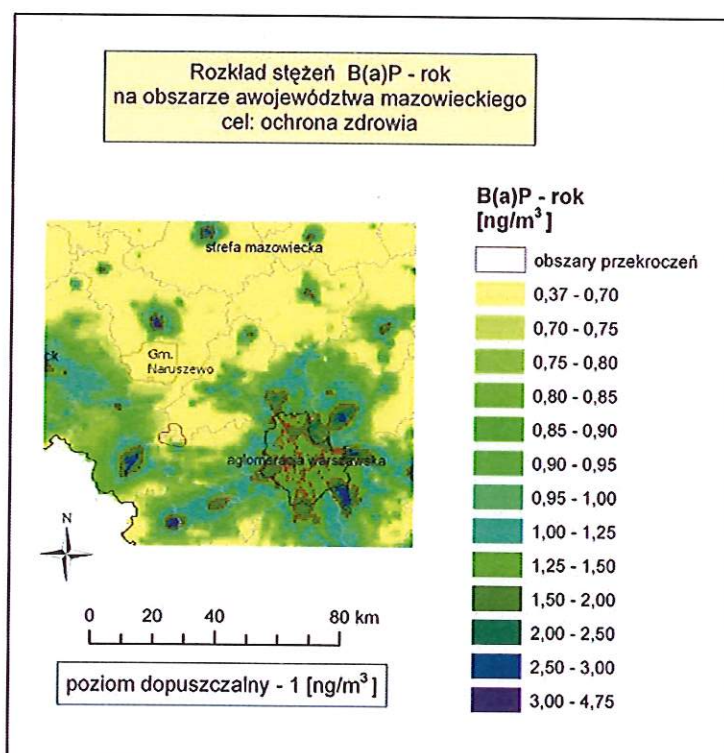 Rozkład stężeń B(a)P - rok
na obszarze awojewództwa mazowieckiego
cel: ochrona zdrowia
strefa mazowiecka
ck
Gm.
Naruszewo
aglomeracja warszawska
N
0 20 40 80 km
poziom dopuszczalny - 1 [ng/m³]
B(a)P - rok
[ng/m³]
obszary przekroczeń
0,37 - 0,70
0,70 - 0,75
0,75 - 0,80
0,80 - 0,85
0,85 - 0,90
0,90 - 0,95
0,95 - 1,00
1,00 - 1,25
1,25 - 1,50
1,50 - 2,00
2,00 - 2,50
2,50 - 3,00
3,00 - 4,75